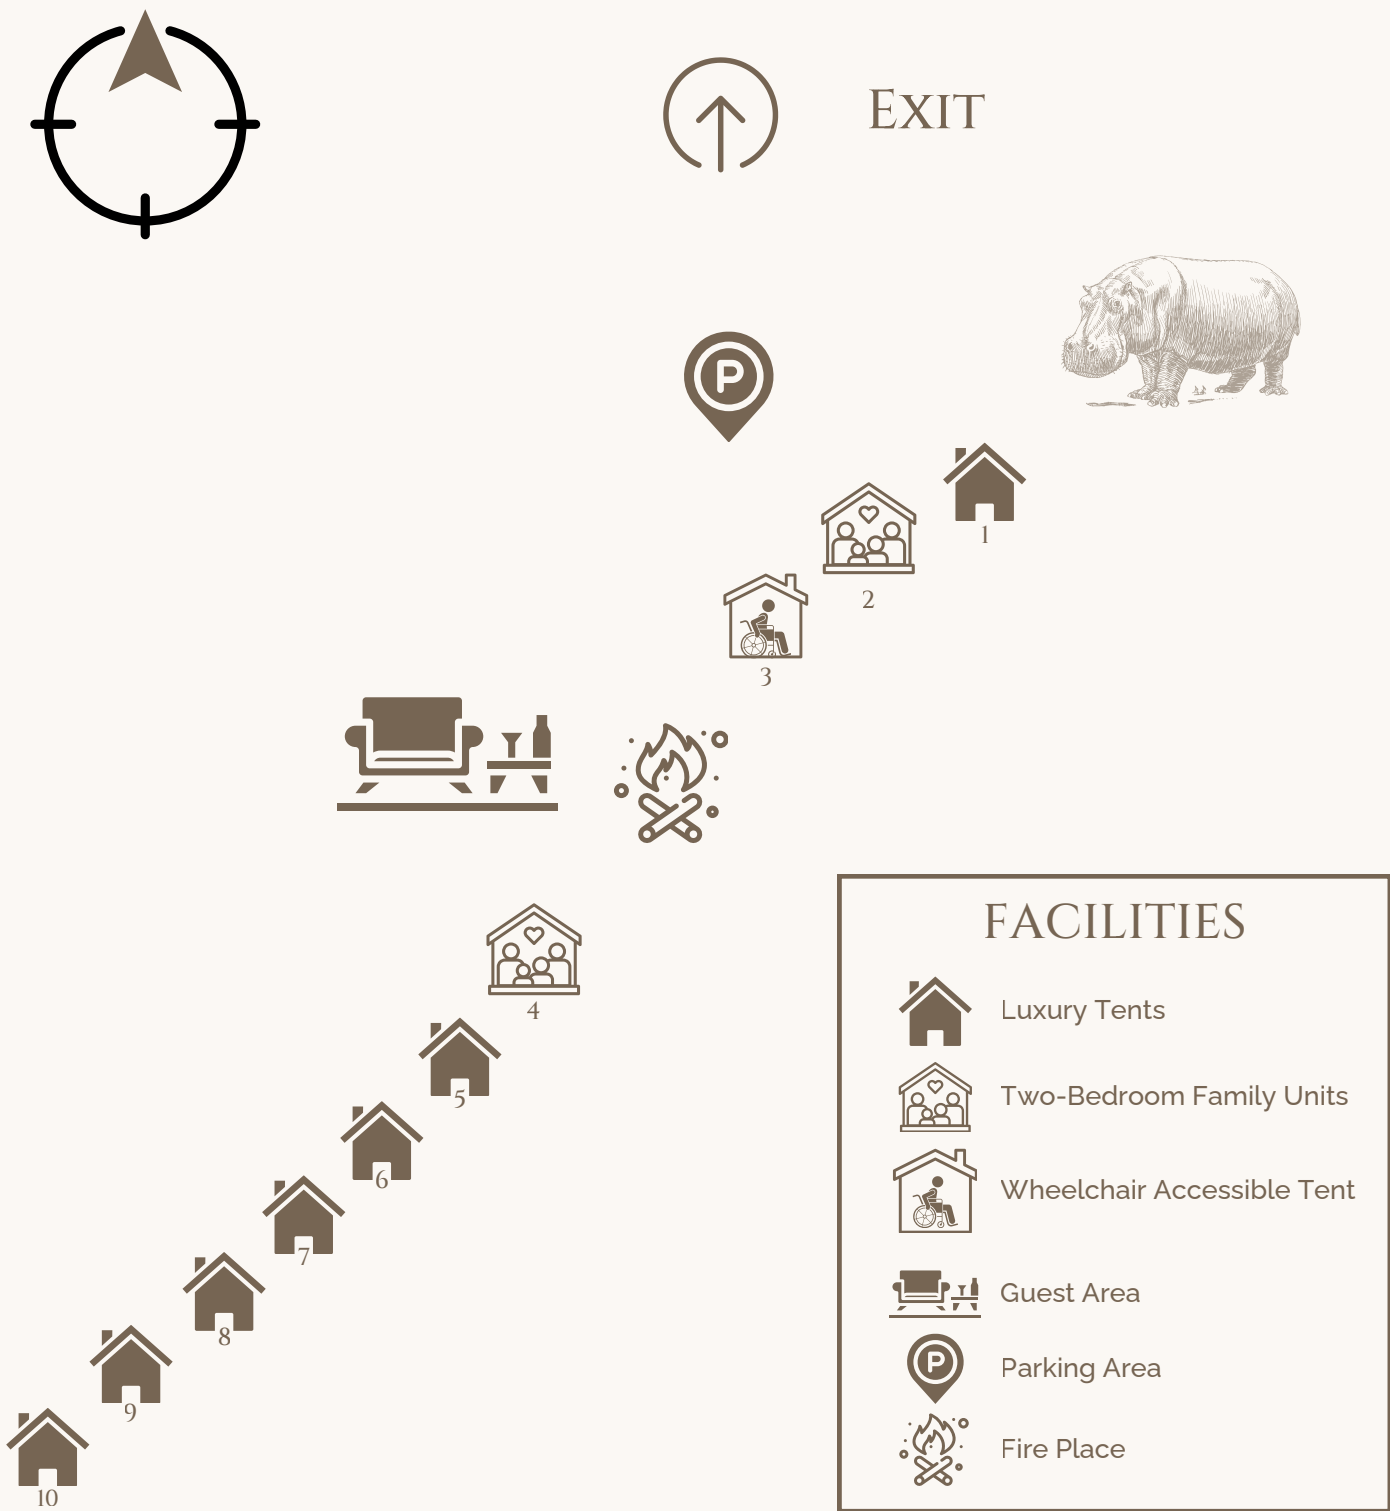 EXIT
P
1
2
3
4
5
6
7
8
9
10
FACILITIES
Luxury Tents
Two-Bedroom Family Units
Wheelchair Accessible Tent
Guest Area
P
Parking Area
Fire Place